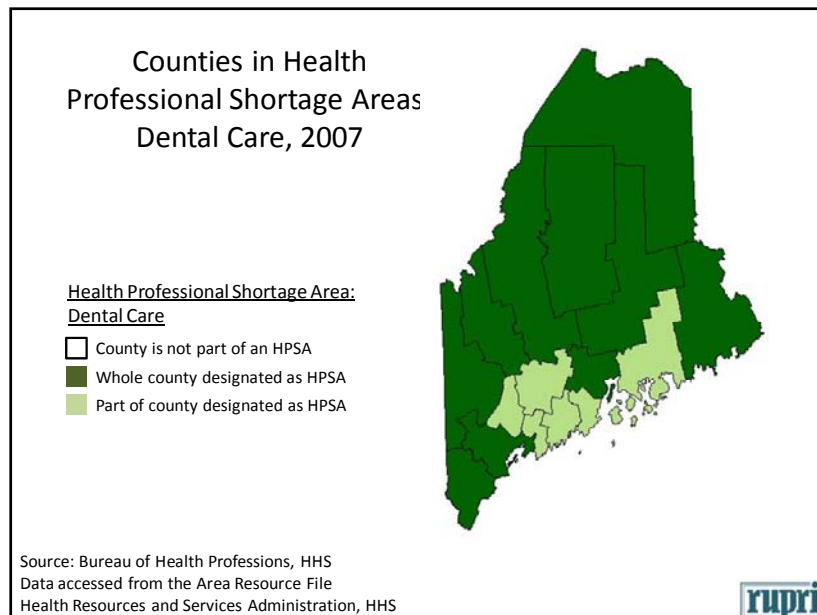 Counties in Health
Professional Shortage Areas
Dental Care, 2007
Health Professional Shortage Area:
Dental Care
County is not part of an HPSA
Whole county designated as HPSA
Part of county designated as HPSA
Source: Bureau of Health Professions, HHS
Data accessed from the Area Resource File
Health Resources and Services Administration, HHS
rupri